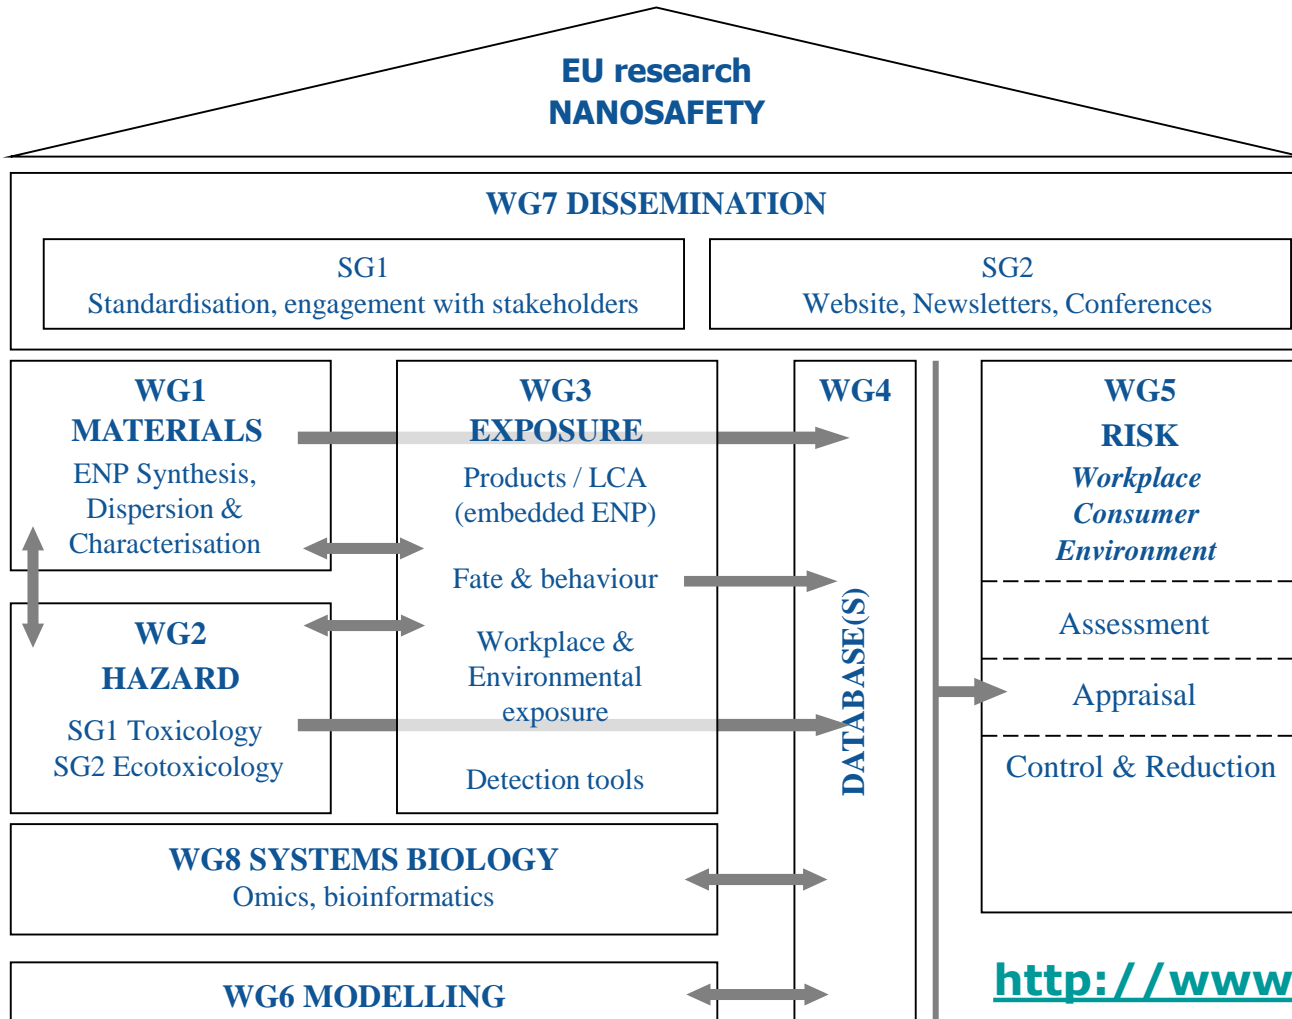 EU research
NANOSAFETY
WG7 DISSEMINATION
SG1
Standardisation, engagement with stakeholders
SG2
Website, Newsletters, Conferences
WG1
MATERIALS
ENP Synthesis,
Dispersion &
Characterisation
WG2
HAZARD
SG1 Toxicology
SG2 Ecotoxicology
WG3
EXPOSURE
Products / LCA
(embedded ENP)
Fate & behaviour
Workplace &
Environmental
exposure
Detection tools
WG4
DATABASE(S)
WG5
RISK
Workplace
Consumer
Environment
Assessment
Appraisal
Control & Reduction
WG8 SYSTEMS BIOLOGY
Omics, bioinformatics
WG6 MODELLING
http://www